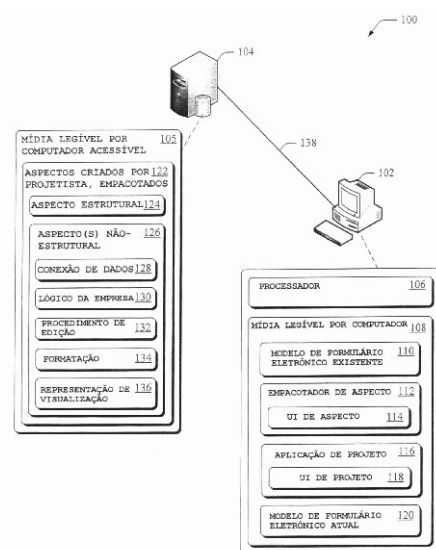 100
104
138
102
MÍDIA LEGÍVEL POR 105
COMPUTADOR ACESSÍVEL
ASPECTOS CRIADOS POR 122
PROJETISTA, EMPACOTADOS
ASPECTO ESTRUTURAL 124
ASPECTO(S) NÃO- 126
ESTRUTURAL
CONEXÃO DE DADOS 128
LÓGICO DA EMPRESA 130
PROCEDIMENTO DE 132
EDIÇÃO
FORMATAÇÃO 134
REPRESENTAÇÃO DE 136
VISUALIZAÇÃO
PROCESSADOR 106
MÍDIA LEGÍVEL POR COMPUTADOR 108
MODELO DE FORMULÁRIO 110
ELETRÔNICO EXISTENTE
EMPACOTADOR DE ASPECTO 112
UI DE ASPECTO 114
APLICAÇÃO DE PROJETO 116
UI DE PROJETO 118
MODELO DE FORMULÁRIO 120
ELETRÔNICO ATUAL